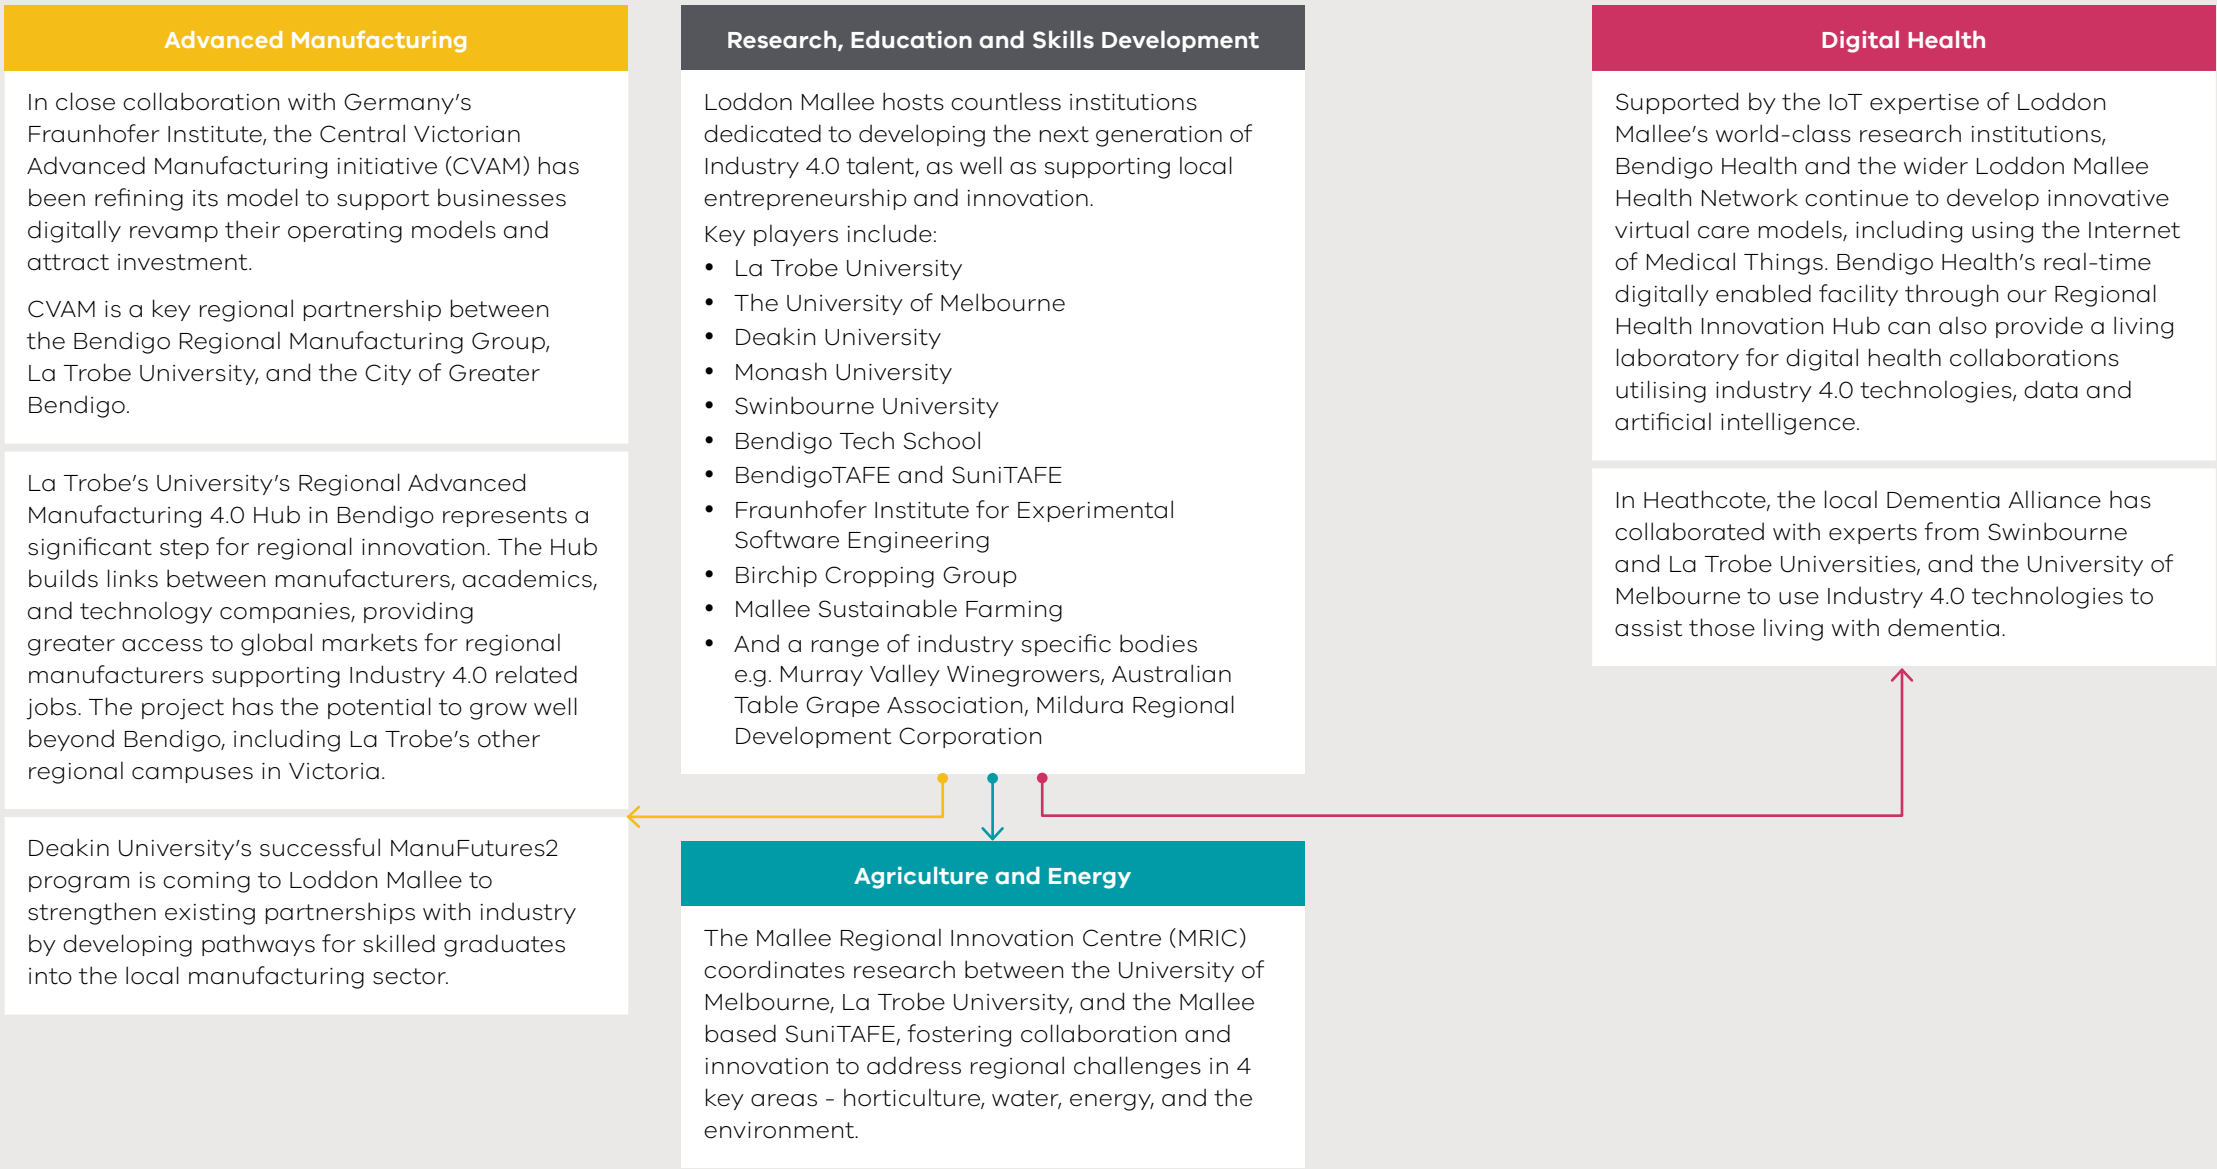 Advanced Manufacturing
In close collaboration with Germany's
Fraunhofer Institute, the Central Victorian
Advanced Manufacturing initiative (CVAM) has
been refining its model to support businesses
digitally revamp their operating models and
attract investment.
CVAM is a key regional partnership between
the Bendigo Regional Manufacturing Group,
La Trobe University, and the City of Greater
Bendigo.
La Trobe's University's Regional Advanced
Manufacturing 4.0 Hub in Bendigo represents a
significant step for regional innovation. The Hub
builds links between manufacturers, academics,
and technology companies, providing
greater access to global markets for regional
manufacturers supporting Industry 4.0 related
jobs. The project has the potential to grow well
beyond Bendigo, including La Trobe's other
regional campuses in Victoria.
Deakin University's successful ManuFutures2
program is coming to Loddon Mallee to
strengthen existing partnerships with industry
by developing pathways for skilled graduates
into the local manufacturing sector.
Research, Education and Skills Development
Loddon Mallee hosts countless institutions
dedicated to developing the next generation of
Industry 4.0 talent, as well as supporting local
entrepreneurship and innovation.
Key players include:
• La Trobe University
• The University of Melbourne
• Deakin University
• Monash University
• Swinbourne University
• Bendigo Tech School
• BendigoTAFE and SuniTAFE
• Fraunhofer Institute for Experimental
Software Engineering
• Birchip Cropping Group
• Mallee Sustainable Farming
• And a range of industry specific bodies
e.g. Murray Valley Winegrowers, Australian
Table Grape Association, Mildura Regional
Development Corporation
Agriculture and Energy
The Mallee Regional Innovation Centre (MRIC)
coordinates research between the University of
Melbourne, La Trobe University, and the Mallee
based SuniTAFE, fostering collaboration and
innovation to address regional challenges in 4
key areas - horticulture, water, energy, and the
environment.
Digital Health
Supported by the IoT expertise of Loddon
Mallee's world-class research institutions,
Bendigo Health and the wider Loddon Mallee
Health Network continue to develop innovative
virtual care models, including using the Internet
of Medical Things. Bendigo Health's real-time
digitally enabled facility through our Regional
Health Innovation Hub can also provide a living
laboratory for digital health collaborations
utilising industry 4.0 technologies, data and
artificial intelligence.
In Heathcote, the local Dementia Alliance has
collaborated with experts from Swinbourne
and La Trobe Universities, and the University of
Melbourne to use Industry 4.0 technologies to
assist those living with dementia.